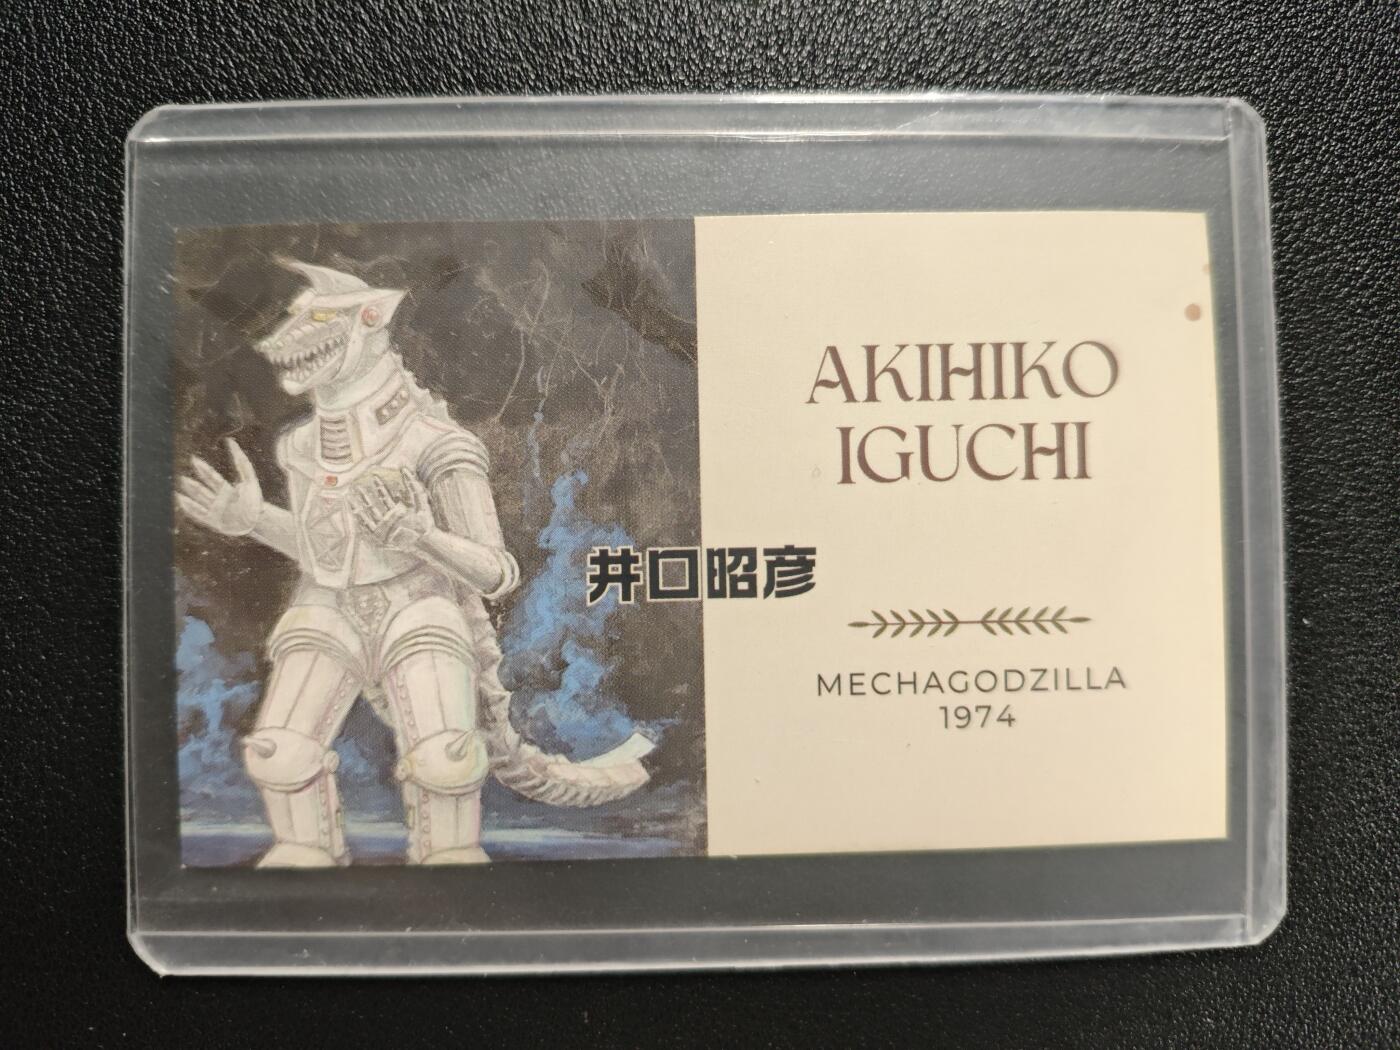 AKIHIKO
IGUCHI
井口昭彦
MECHAGODZILLA
1974